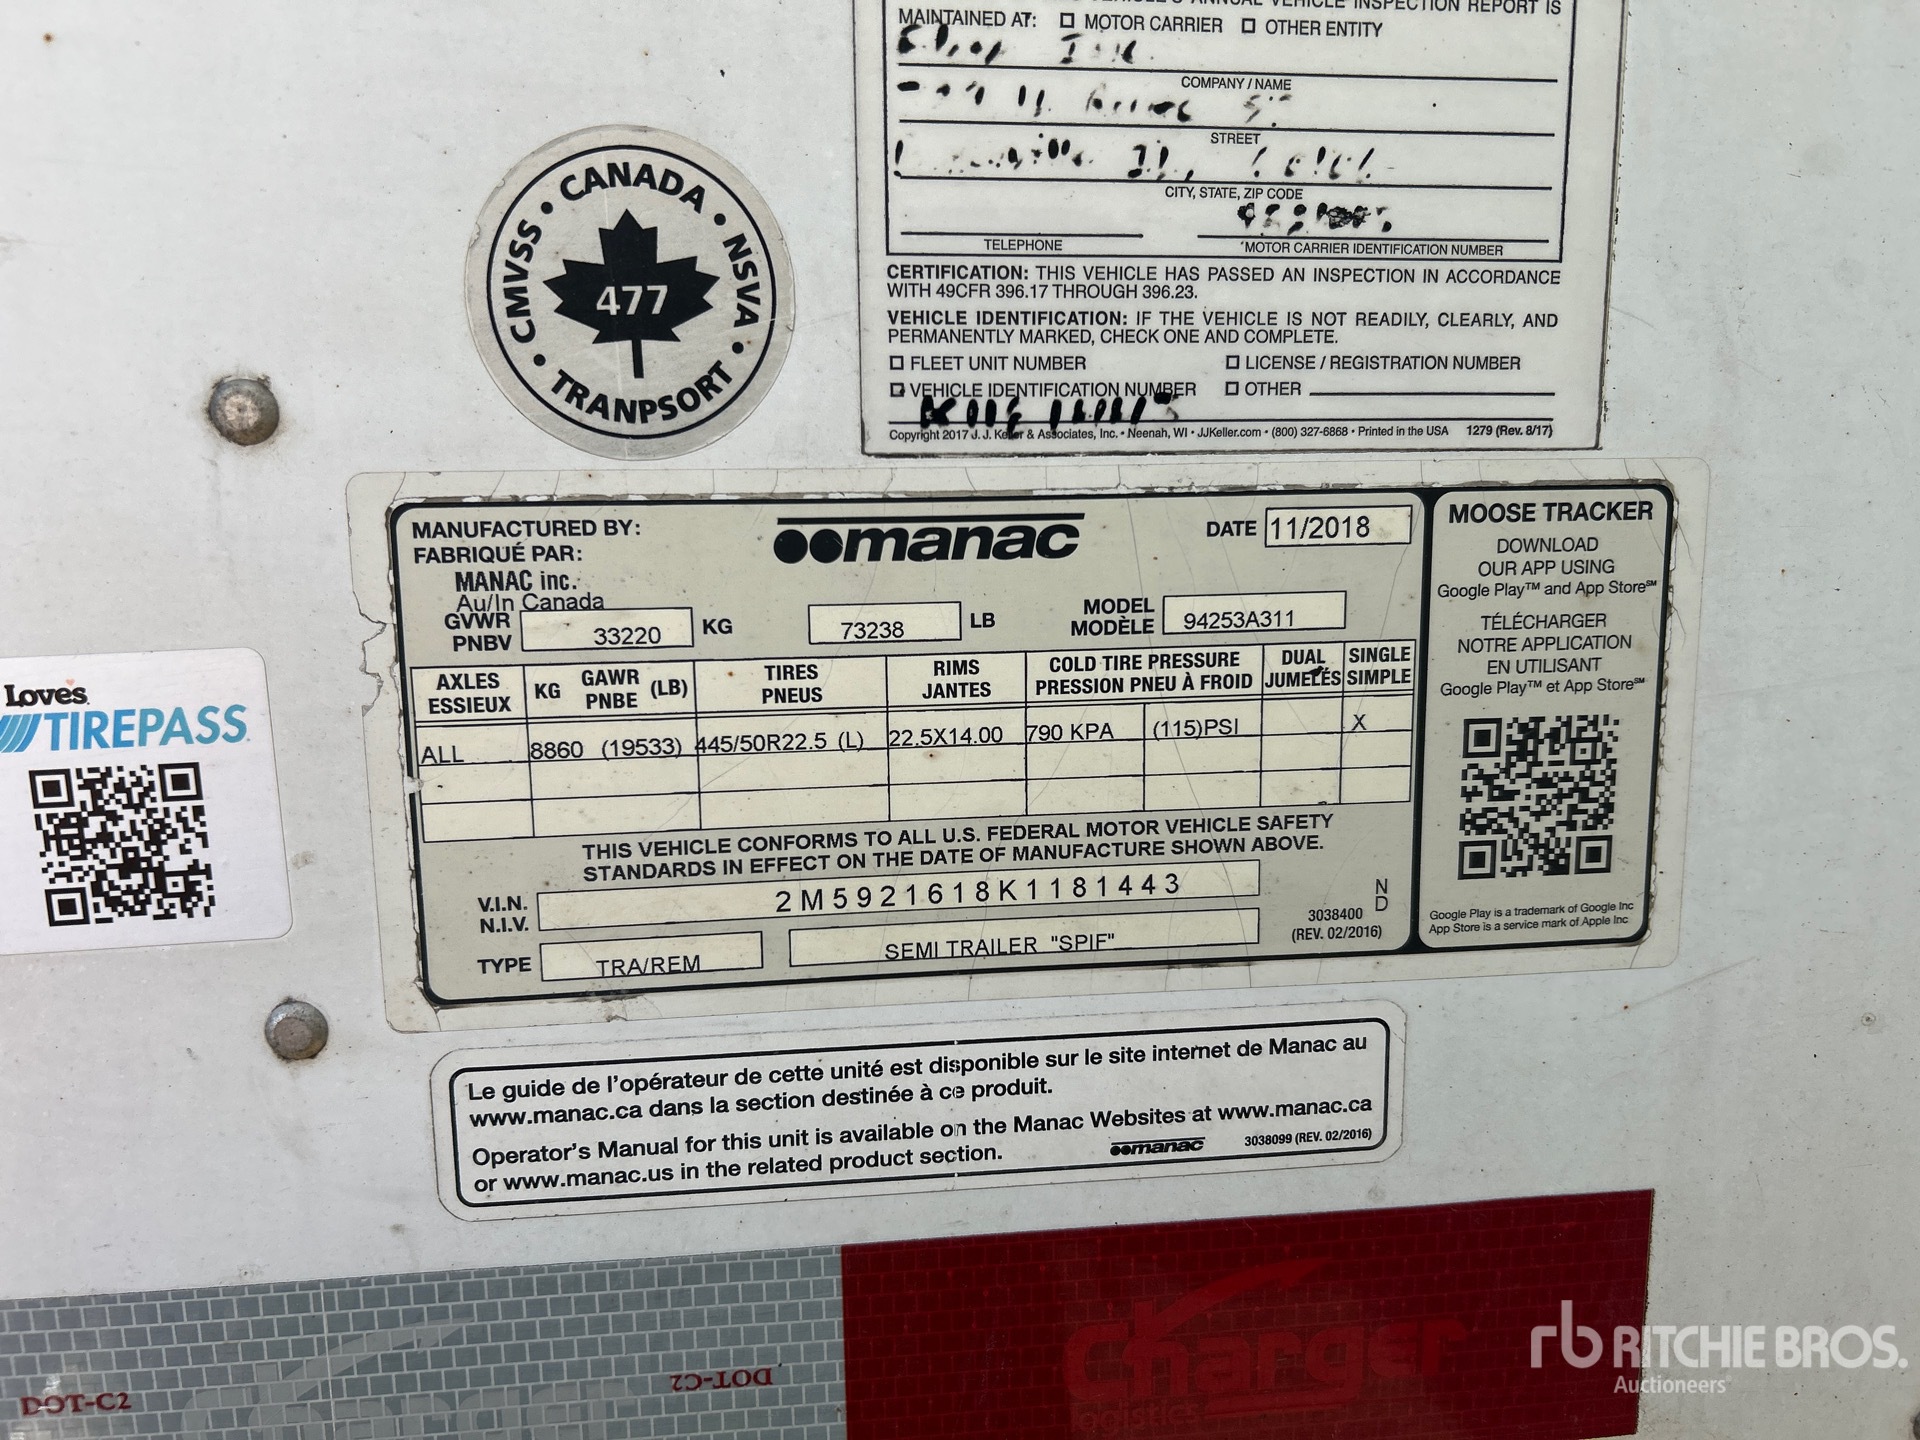 VEHICLE'S ANNUAL VEHICLE INSPECTION REPORT IS
MAINTAINED AT: MOTOR CARRIER OTHER ENTITY
COMPANY / NAME
STREET
CITY, STATE, ZIP CODE
TELEPHONE
*MOTOR CARRIER IDENTIFICATION NUMBER
CERTIFICATION: THIS VEHICLE HAS PASSED AN INSPECTION IN ACCORDANCE
WITH 49CFR 396.17 THROUGH 396.23.
VEHICLE IDENTIFICATION: IF THE VEHICLE IS NOT READILY, CLEARLY, AND
PERMANENTLY MARKED, CHECK ONE AND COMPLETE.
FLEET UNIT NUMBER LICENSE / REGISTRATION NUMBER
VEHICLE IDENTIFICATION NUMBER OTHER
Copyright 2017 J. J. Keller & Associates, Inc. • Neenah, WI • JJKeller.com • (800) 327-6868 • Printed in the USA 1279 (Rev. 8/17)
CANADA • NSVA • TRANPSORT • CMVSS •
477
MANUFACTURED BY:
FABRIQUÉ PAR:
MANAC inc.
Au/In Canada
manac
DATE 11/2018
GVWR
PNBV
33220 KG 73238 LB
MODEL
MODÈLE
94253A311
AXLES
ESSIEUX
KG GAWR
PNBE (LB)
TIRES
PNEUS
RIMS
JANTES
COLD TIRE PRESSURE
PRESSION PNEU À FROID
DUAL
JUMELÉS
SINGLE
SIMPLE
ALL 8860 (19533) 445/50R22.5 (L) 22.5X14.00 790 KPA (115)PSI X
THIS VEHICLE CONFORMS TO ALL U.S. FEDERAL MOTOR VEHICLE SAFETY
STANDARDS IN EFFECT ON THE DATE OF MANUFACTURE SHOWN ABOVE.
V.I.N.
N.I.V.
2M5921618K1181443
TYPE TRA/REM SEMI TRAILER "SPIF"
3038400
(REV. 02/2016)
N
D
MOOSE TRACKER
DOWNLOAD
OUR APP USING
Google Play™ and App Store℠
TÉLÉCHARGER
NOTRE APPLICATION
EN UTILISANT
Google Play™ et App Store℠
Google Play is a trademark of Google Inc
App Store is a service mark of Apple Inc
Loves
TIREPASS
Le guide de l'opérateur de cette unité est disponible sur le site internet de Manac au
www.manac.ca dans la section destinée à ce produit.
Operator's Manual for this unit is available on the Manac Websites at www.manac.ca
or www.manac.us in the related product section.
manac 3038099 (REV. 02/2016)
DOT-C2
DOT-C2
Charger
logistics
rb RITCHIE BROS.
Auctioneers